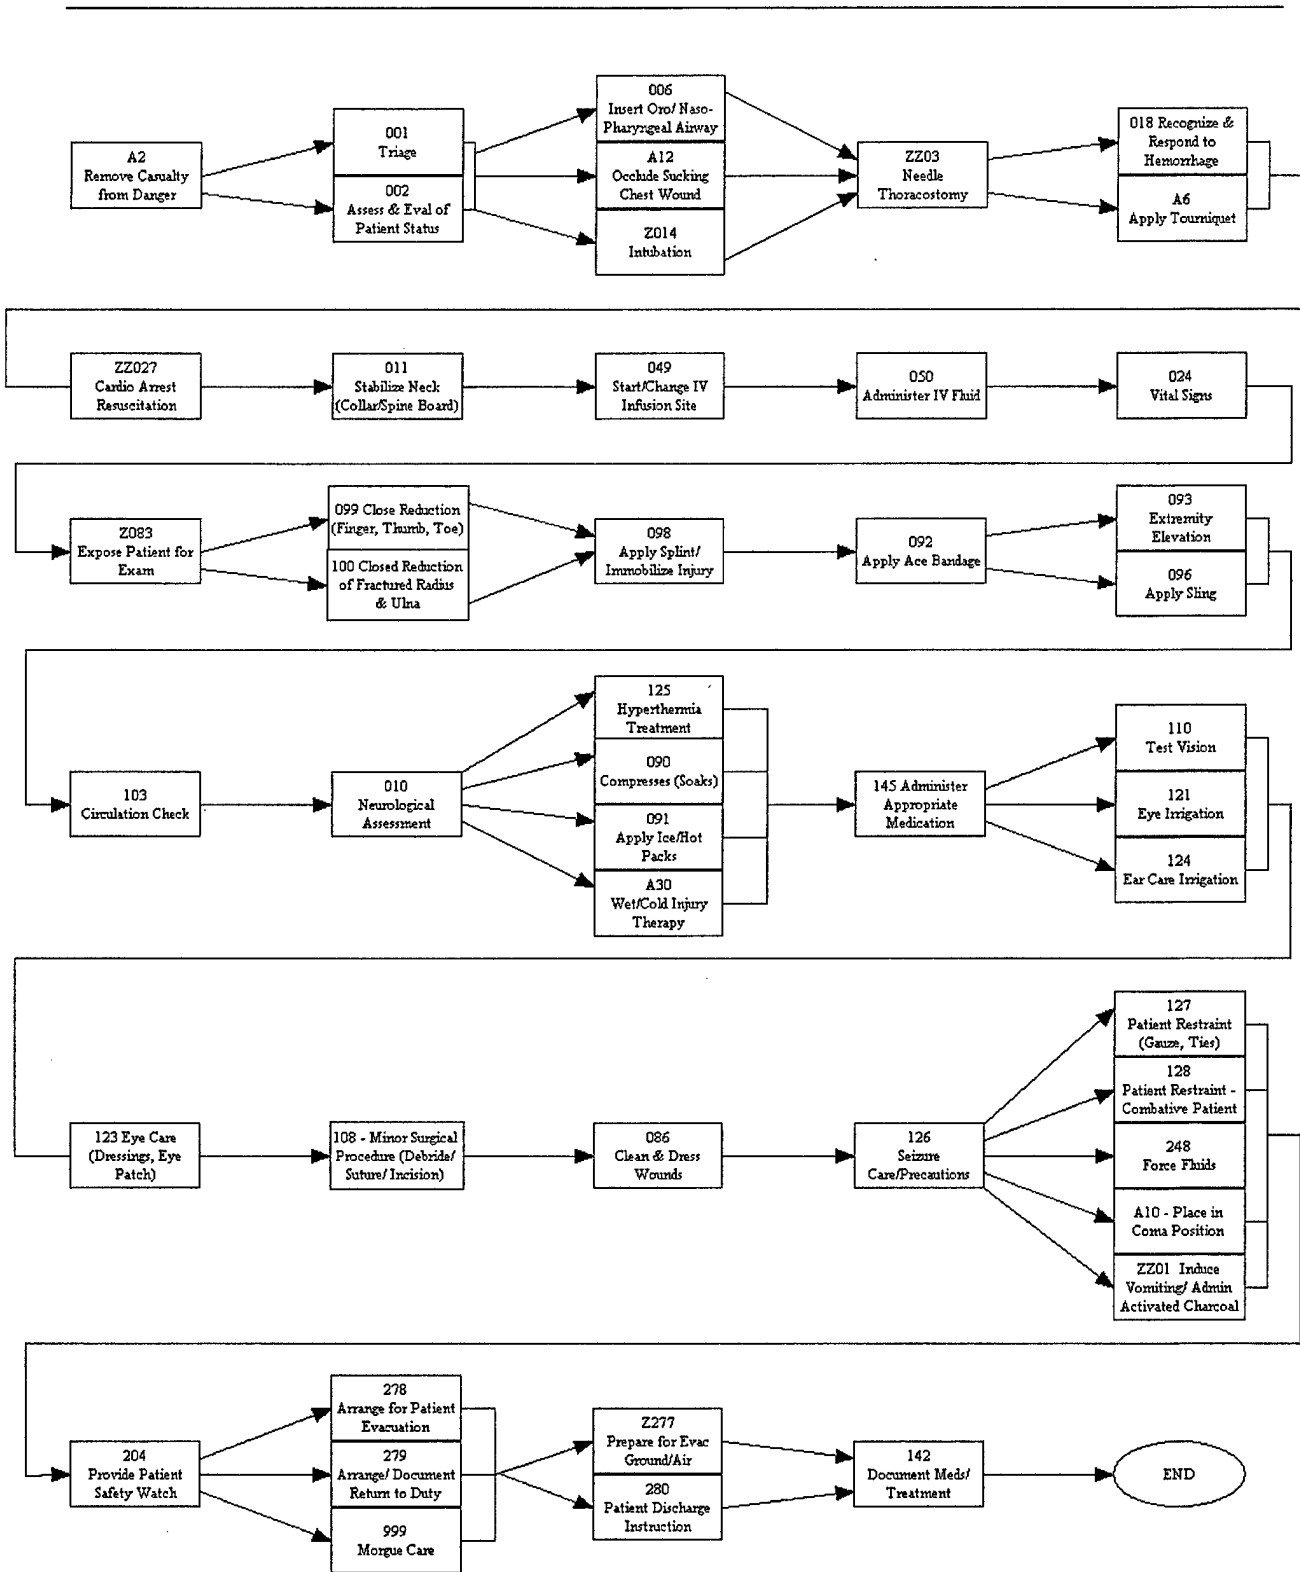 A2
Remove Casualty
from Danger
001
Triage
002
Assess & Eval of
Patient Status
006
Insert Oro/ Naso-
Pharyngeal Airway
A12
Occlude Sucking
Chest Wound
Z014
Intubation
ZZ03
Needle
Thoracostomy
018 Recognize &
Respond to
Hemorrhage
A6
Apply Tourniquet
ZZ027
Cardio Arrest
Resuscitation
011
Stabilize Neck
(Collar/Spine Board)
049
Start/Change IV
Infusion Site
050
Administer IV Fluid
024
Vital Signs
Z083
Expose Patient for
Exam
099 Close Reduction
(Finger, Thumb, Toe)
100 Closed Reduction
of Fractured Radius
& Ulna
098
Apply Splint/
Immobilize Injury
092
Apply Ace Bandage
093
Extremity
Elevation
096
Apply Sling
103
Circulation Check
010
Neurological
Assessment
125
Hyperthermia
Treatment
090
Compresses (Soaks)
091
Apply Ice/Hot
Packs
A30
Wet/Cold Injury
Therapy
145 Administer
Appropriate
Medication
110
Test Vision
121
Eye Irrigation
124
Ear Care Irrigation
123 Eye Care
(Dressings, Eye
Patch)
108 - Minor Surgical
Procedure (Debride/
Suture/ Incision)
086
Clean & Dress
Wounds
126
Seizure
Care/Precautions
127
Patient Restraint
(Gauze, Ties)
128
Patient Restraint -
Combative Patient
248
Force Fluids
A10 - Place in
Coma Position
ZZ01 Induce
Vomiting/ Admin
Activated Charcoal
204
Provide Patient
Safety Watch
278
Arrange for Patient
Evacuation
279
Arrange/ Document
Return to Duty
999
Morgue Care
Z277
Prepare for Evac
Ground/Air
280
Patient Discharge
Instruction
142
Document Meds/
Treatment
END